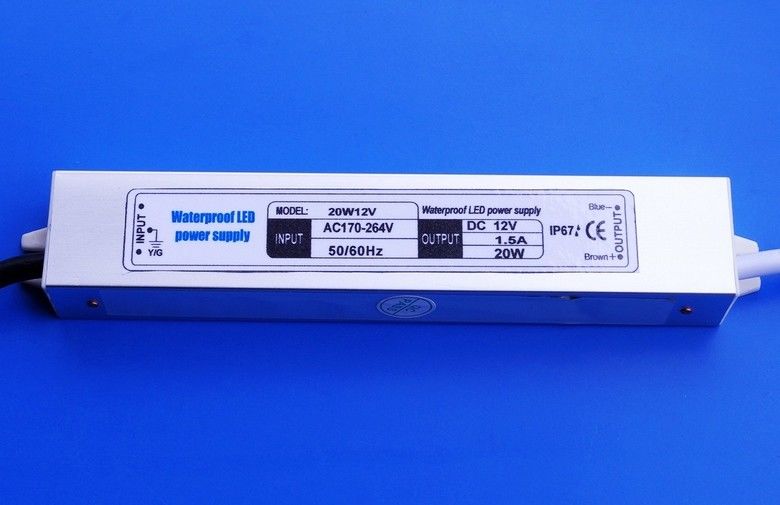 INPUT
Y/G
Waterproof LED
power supply
MODEL: 20W12V
INPUT
AC170-264V
50/60Hz
Waterproof LED power supply
OUTPUT
DC 12V
1.5A
20W
IP67
CE
Blue−
OUTPUT
Brown+